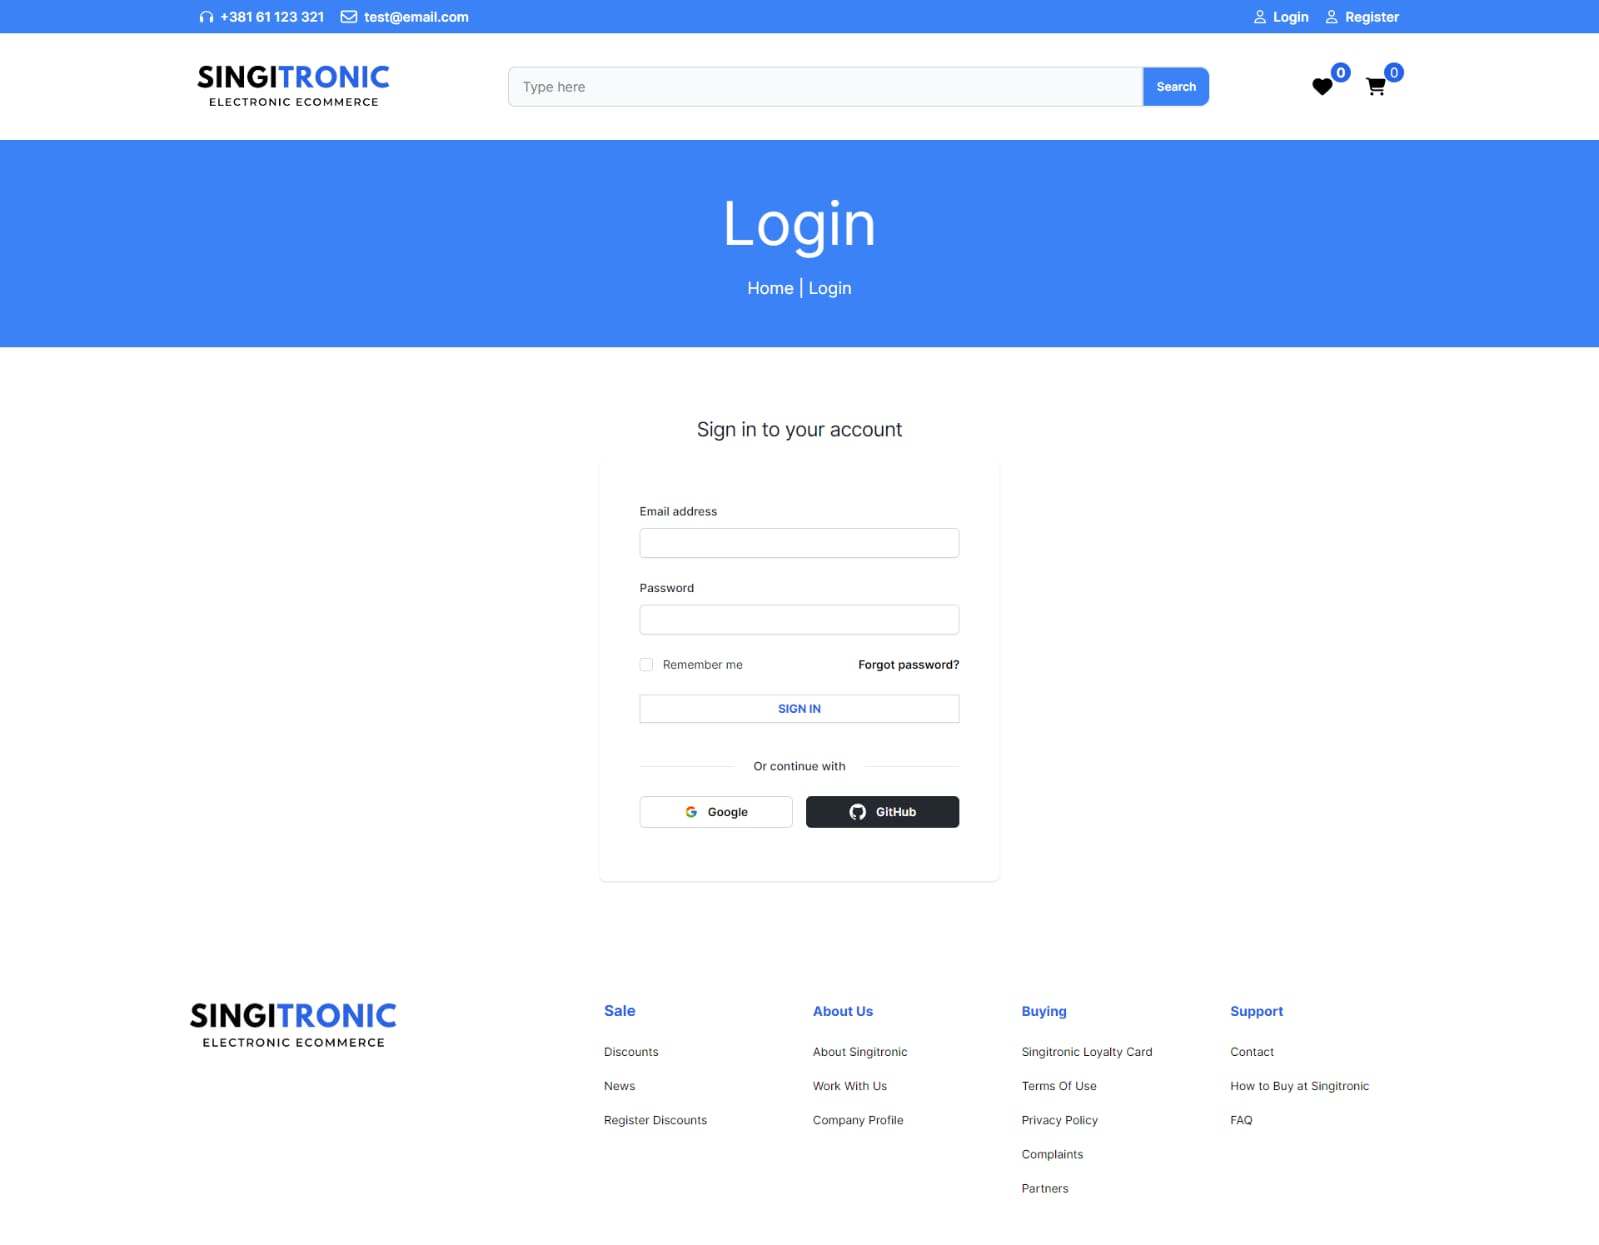 +381 61 123 321 test@email.com Login Register
SINGITRONIC
ELECTRONIC ECOMMERCE
Type here Search 0 0
Login
Home | Login
Sign in to your account
Email address
Password
Remember me Forgot password?
SIGN IN
Or continue with
Google GitHub
SINGITRONIC
ELECTRONIC ECOMMERCE
Sale
Discounts
News
Register Discounts
About Us
About Singitronic
Work With Us
Company Profile
Buying
Singitronic Loyalty Card
Terms Of Use
Privacy Policy
Complaints
Partners
Support
Contact
How to Buy at Singitronic
FAQ